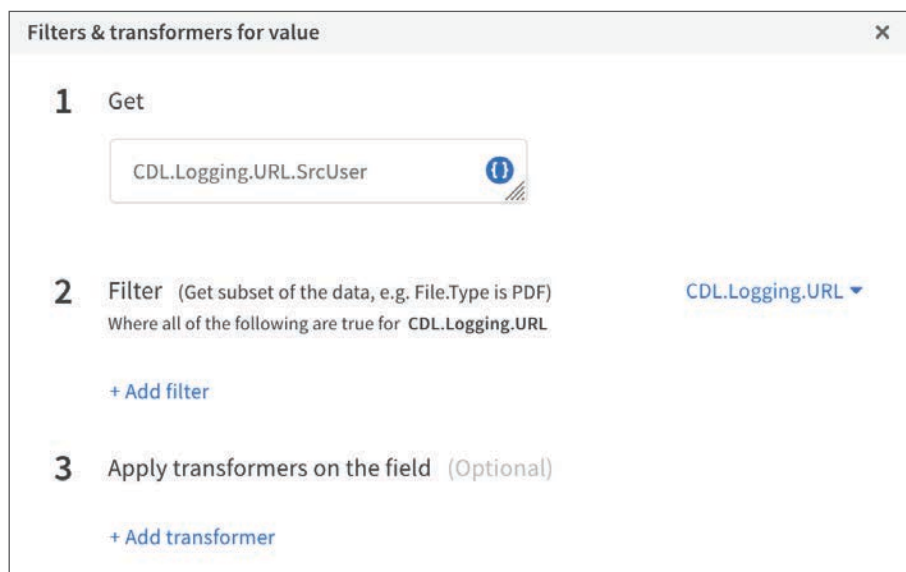 Filters & transformers for value ×
1 Get
CDL.Logging.URL.SrcUser {}
2 Filter (Get subset of the data, e.g. File.Type is PDF) CDL.Logging.URL
Where all of the following are true for CDL.Logging.URL
+ Add filter
3 Apply transformers on the field (Optional)
+ Add transformer